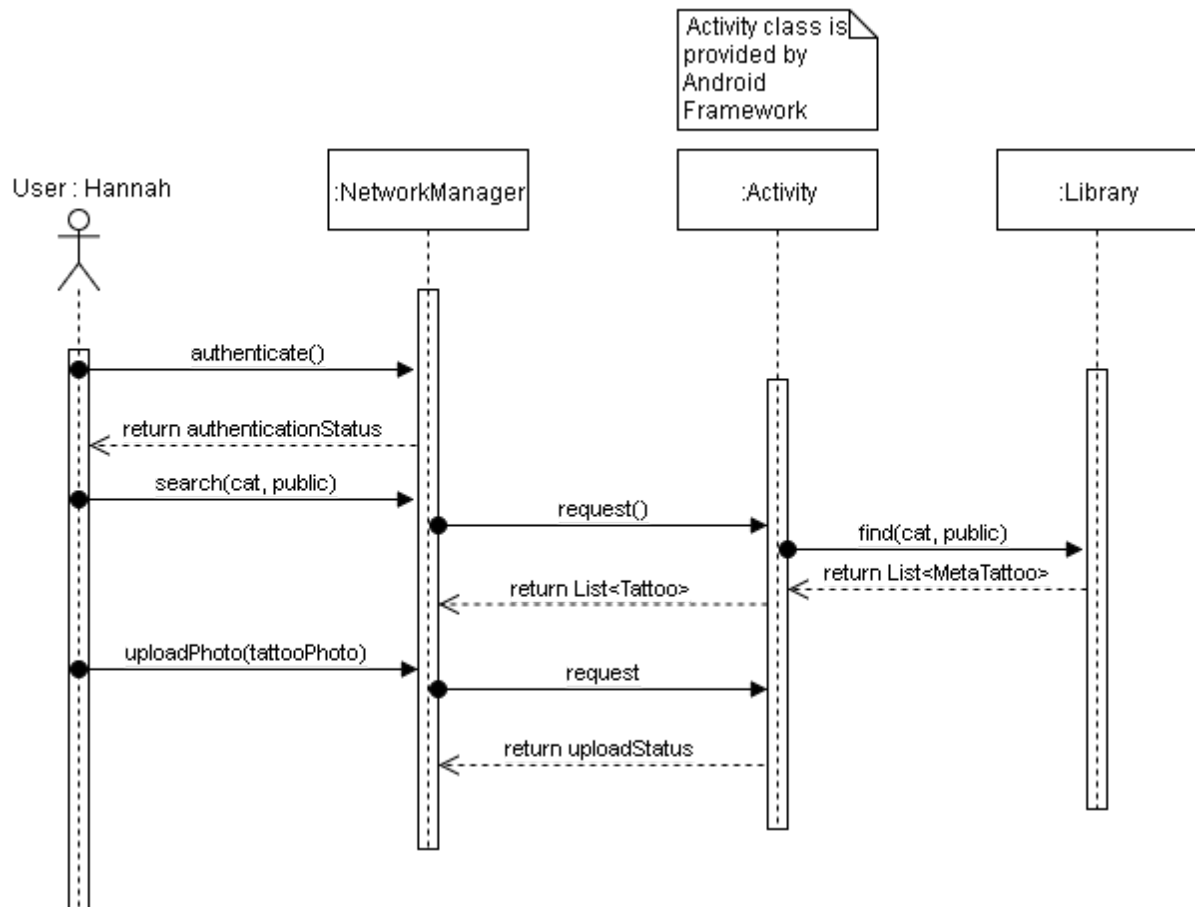 Activity class is
provided by
Android
Framework
User : Hannah
:NetworkManager
:Activity
:Library
authenticate()
return authenticationStatus
search(cat, public)
request()
find(cat, public)
return List<MetaTattoo>
return List<Tattoo>
uploadPhoto(tattooPhoto)
request
return uploadStatus